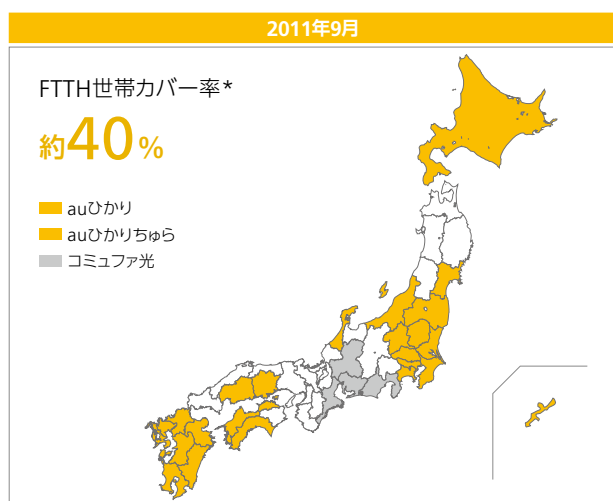 2011年9月
FTTH世帯カバー率*
約40%
auひかり
auひかりちゅら
コミュファ光